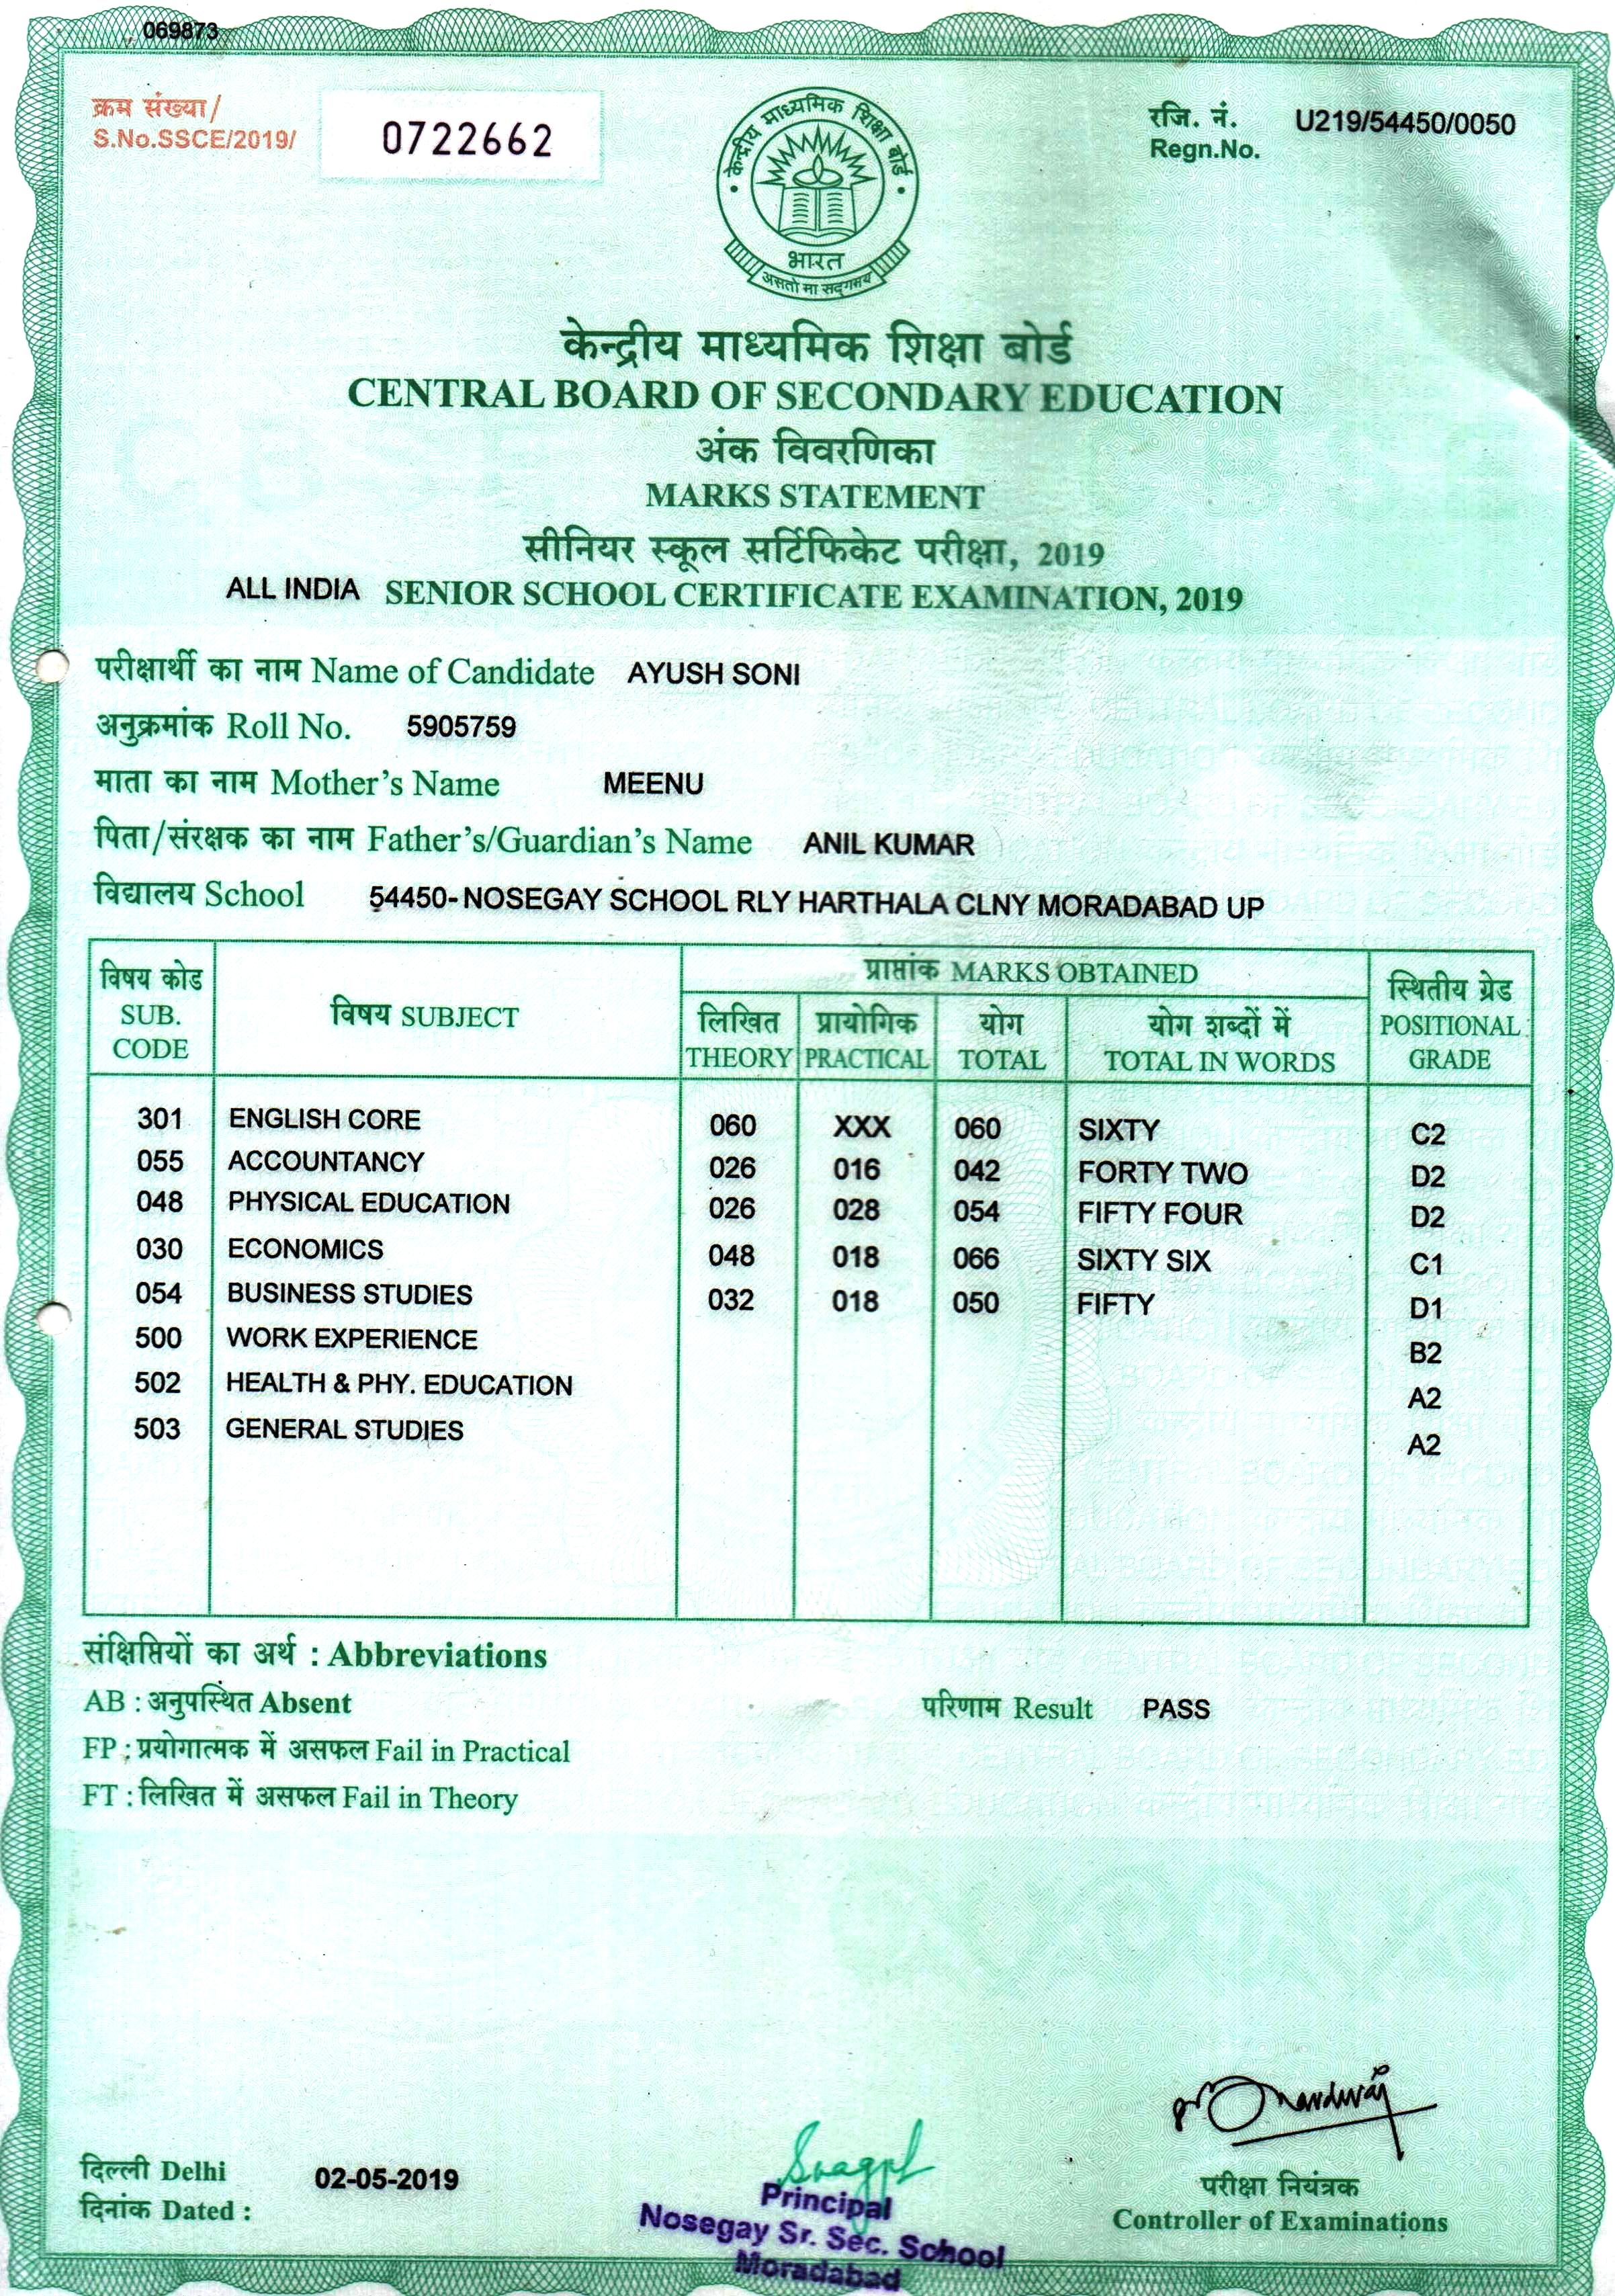 069873
क्रम संख्या/
S.No.SSCE/2019/ 0722662
रजि. नं. U219/54450/0050
Regn.No.
केन्द्रीय माध्यमिक शिक्षा बोर्ड
भारत
असतो मा सद्गमय
केन्द्रीय माध्यमिक शिक्षा बोर्ड
CENTRAL BOARD OF SECONDARY EDUCATION
अंक विवरणिका
MARKS STATEMENT
सीनियर स्कूल सर्टिफिकेट परीक्षा, 2019
ALL INDIA SENIOR SCHOOL CERTIFICATE EXAMINATION, 2019
परीक्षार्थी का नाम Name of Candidate AYUSH SONI
अनुक्रमांक Roll No. 5905759
माता का नाम Mother's Name MEENU
पिता/संरक्षक का नाम Father's/Guardian's Name ANIL KUMAR
विद्यालय School 54450- NOSEGAY SCHOOL RLY HARTHALA CLNY MORADABAD UP
विषय कोड
SUB.
CODE
विषय SUBJECT
प्राप्तांक MARKS OBTAINED
लिखित
THEORY
प्रायोगिक
PRACTICAL
योग
TOTAL
योग शब्दों में
TOTAL IN WORDS
स्थितीय ग्रेड
POSITIONAL
GRADE
301 ENGLISH CORE 060 XXX 060 SIXTY C2
055 ACCOUNTANCY 026 016 042 FORTY TWO D2
048 PHYSICAL EDUCATION 026 028 054 FIFTY FOUR D2
030 ECONOMICS 048 018 066 SIXTY SIX C1
054 BUSINESS STUDIES 032 018 050 FIFTY D1
500 WORK EXPERIENCE B2
502 HEALTH & PHY. EDUCATION A2
503 GENERAL STUDIES A2
संक्षिप्तियों का अर्थ : Abbreviations
AB : अनुपस्थित Absent
परिणाम Result PASS
FP : प्रयोगात्मक में असफल Fail in Practical
FT : लिखित में असफल Fail in Theory
दिल्ली Delhi
दिनांक Dated : 02-05-2019
Principal
Nosegay Sr. Sec. School
Moradabad
परीक्षा नियंत्रक
Controller of Examinations